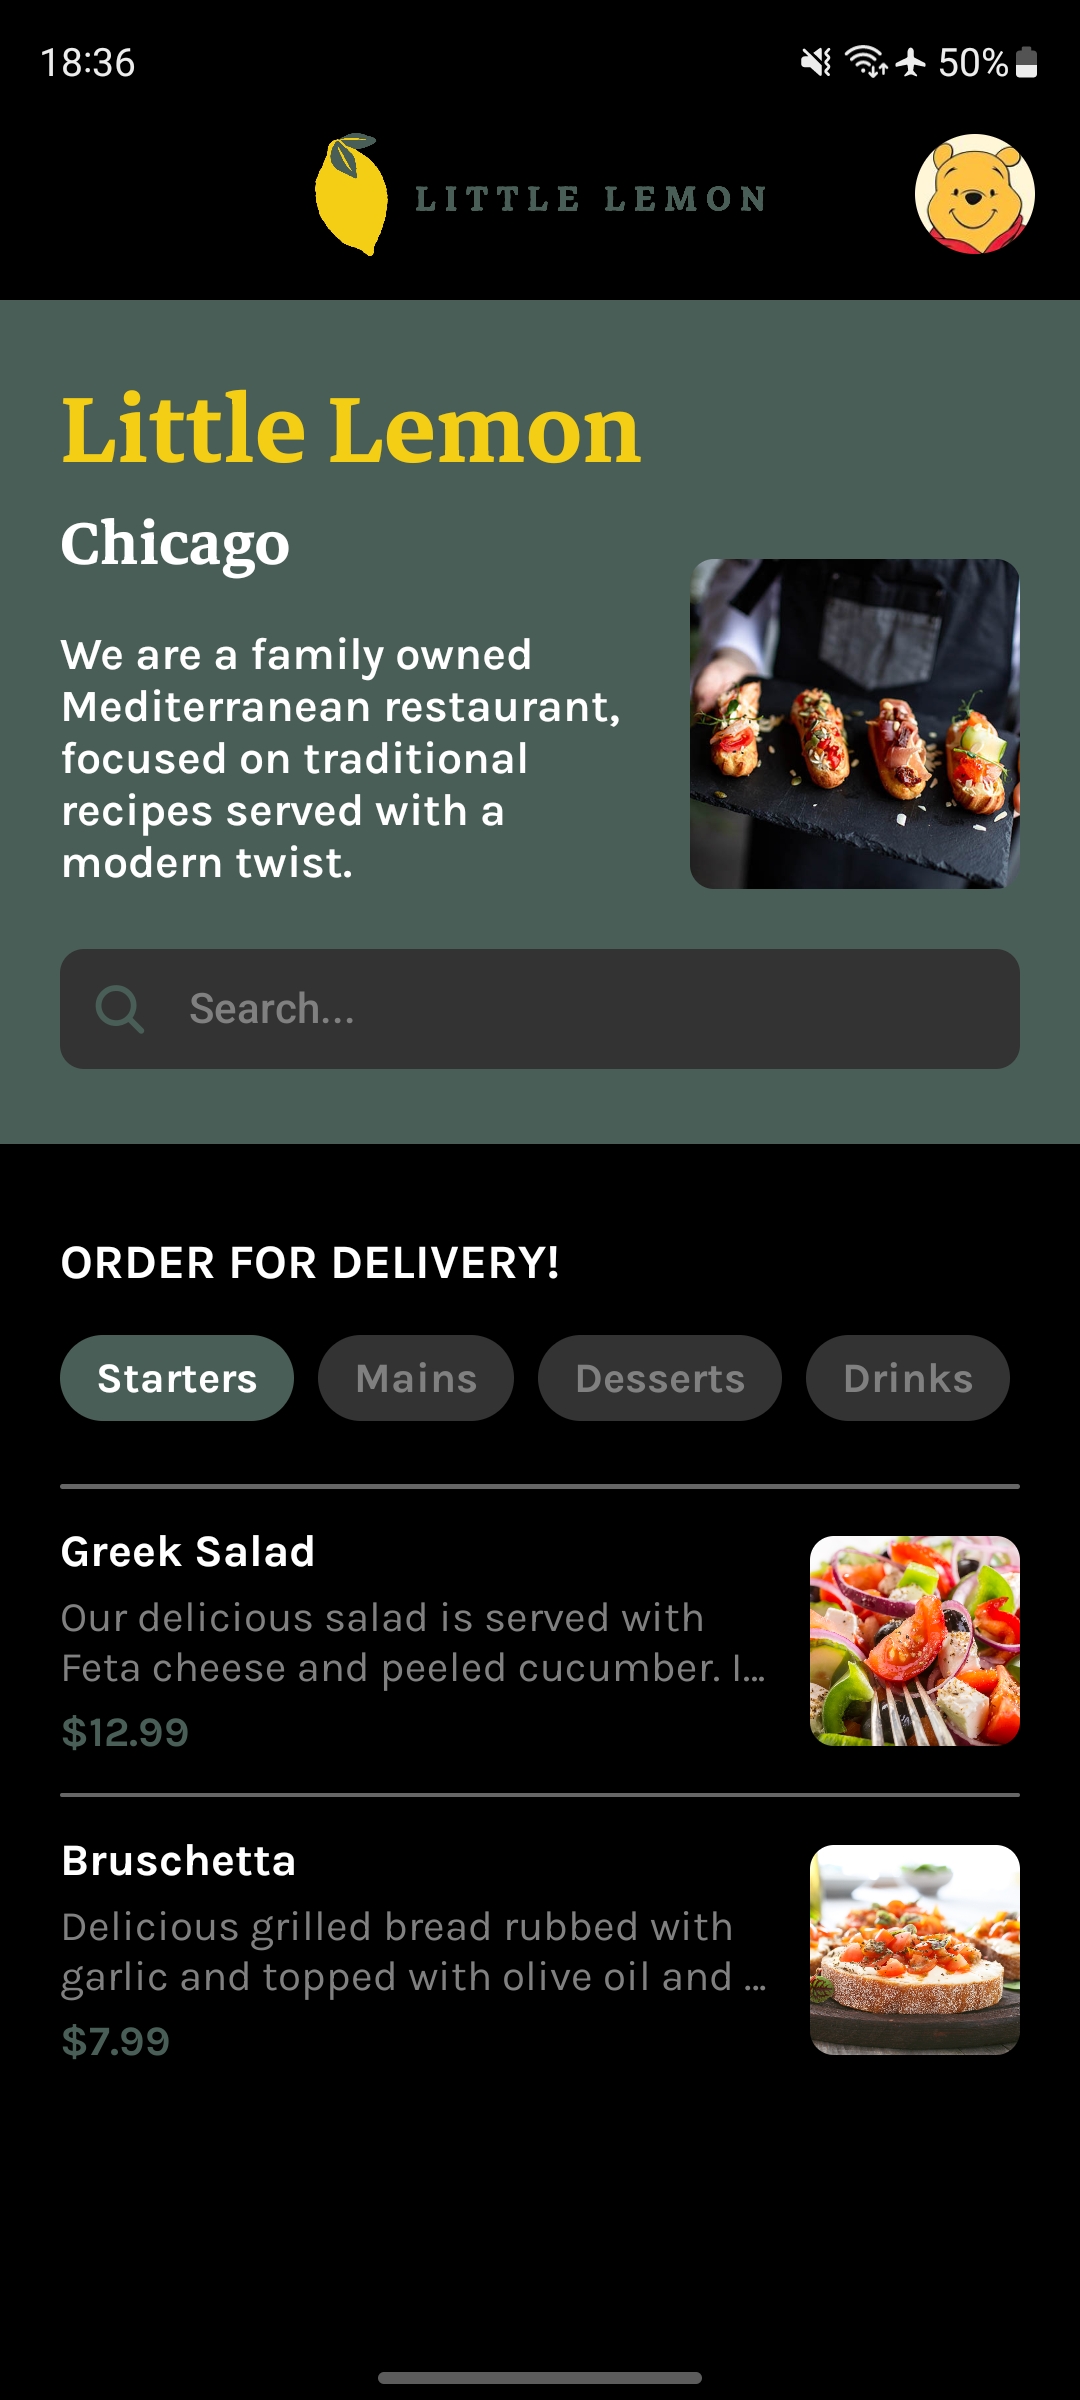 18:36
50%
LITTLE LEMON
Little Lemon
Chicago
We are a family owned
Mediterranean restaurant,
focused on traditional
recipes served with a
modern twist.
Search...
ORDER FOR DELIVERY!
Starters Mains Desserts Drinks
Greek Salad
Our delicious salad is served with
Feta cheese and peeled cucumber. I...
$12.99
Bruschetta
Delicious grilled bread rubbed with
garlic and topped with olive oil and ...
$7.99